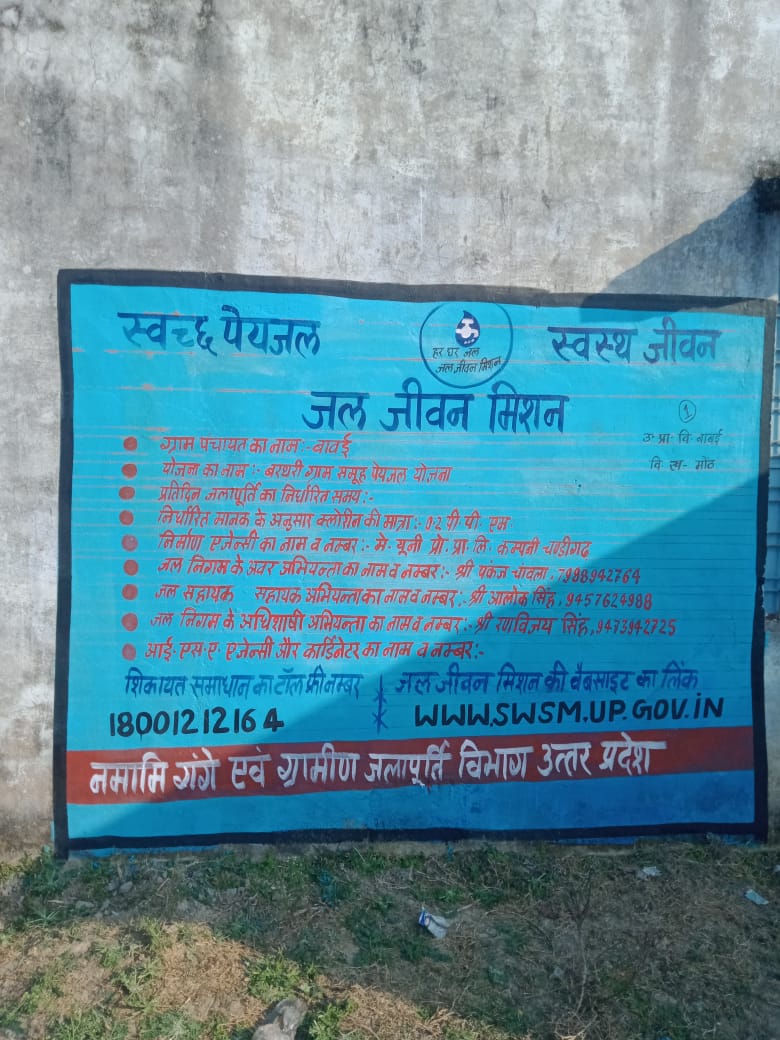 स्वच्छ पैयजल
हर घर जल
जल जीवन मिशन
स्वस्थ जीवन
जल जीवन मिशन
1
उ॰ प्रा॰ वि॰ बाबई
वि॰ ख॰- मोंठ
ग्राम पंचायत का नाम:- बावई
योजना का नाम:- बरथरी ग्राम समूह पेयजल योजना
प्रतिदिन जलापूर्ति का निर्धारित समय:-
निर्धारित मानक के अनुसार क्लोरीन की मात्रा:- 0.2 पी॰ पी॰ एम॰
निर्माण एजेन्सी का नाम व नम्बर:- मे॰ यूनी प्रो॰ प्रा॰ लि॰ कम्पनी चण्डीगढ़
जल निगम के अवर अभियन्ता का नाम व नम्बर:- श्री पंकज चावला, 7988942764
जल सहायक सहायक अभियन्ता का नाम व नम्बर:- श्री आलोक सिंह, 9457624988
जल निगम के अधिशाषी अभियन्ता का नाम व नम्बर:- श्री रणविजय सिंह, 9473942725
आई॰ एस॰ ए॰ एजेन्सी और कार्डिनेटर का नाम व नम्बर:-
शिकायत समाधान का टॉल फ्री नम्बर
18001212164
जल जीवन मिशन की वैबसाइट का लिंक
WWW.SWSM.UP.GOV.iN
नमामि गंगे एवं ग्रामीण जलापूर्ति विभाग उत्तर प्रदेश